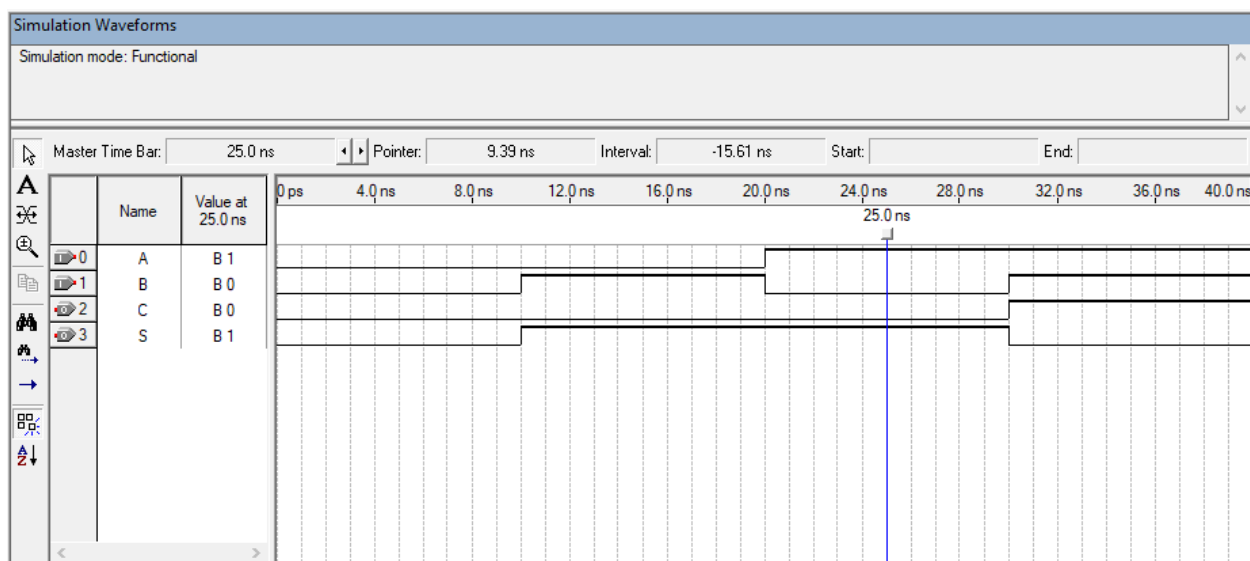 Simulation Waveforms
Simulation mode: Functional
Master Time Bar: 25.0 ns Pointer: 9.39 ns Interval: -15.61 ns Start: End:
Name Value at 25.0 ns
0 ps 4.0 ns 8.0 ns 12.0 ns 16.0 ns 20.0 ns 24.0 ns 28.0 ns 32.0 ns 36.0 ns 40.0 ns
25.0 ns
0 A B 1
1 B B 0
2 C B 0
3 S B 1